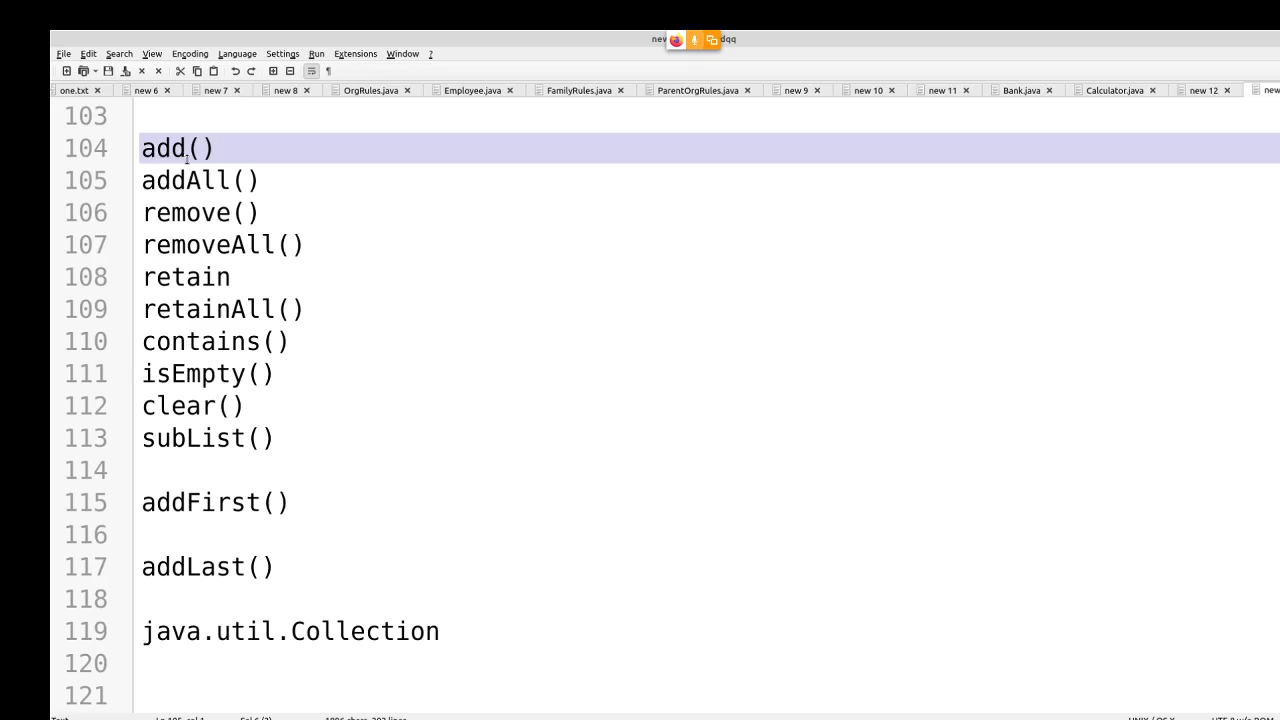 new dqq
File Edit Search View Encoding Language Settings Run Extensions Window ?
one.txt new 6 new 7 new 8 OrgRules.java Employee.java FamilyRules.java ParentOrgRules.java new 9 new 10 new 11 Bank.java Calculator.java new 12 new
103
104 add()
105 addAll()
106 remove()
107 removeAll()
108 retain
109 retainAll()
110 contains()
111 isEmpty()
112 clear()
113 subList()
114
115 addFirst()
116
117 addLast()
118
119 java.util.Collection
120
121